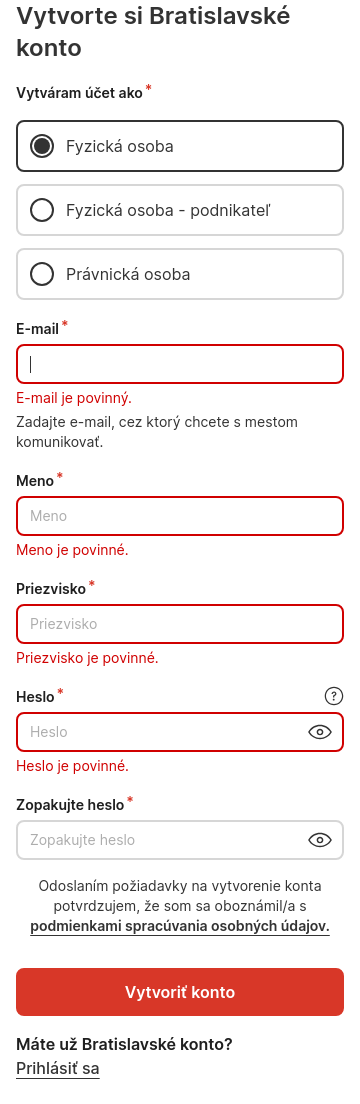 Vytvorte si Bratislavské
konto
Vytváram účet ako*
Fyzická osoba
Fyzická osoba - podnikateľ
Právnická osoba
E-mail*
E-mail je povinný.
Zadajte e-mail, cez ktorý chcete s mestom
komunikovať.
Meno*
Meno
Meno je povinné.
Priezvisko*
Priezvisko
Priezvisko je povinné.
Heslo* ?
Heslo
Heslo je povinné.
Zopakujte heslo*
Zopakujte heslo
Odoslaním požiadavky na vytvorenie konta
potvrdzujem, že som sa oboznámil/a s
podmienkami spracúvania osobných údajov.
Vytvoriť konto
Máte už Bratislavské konto?
Prihlásiť sa